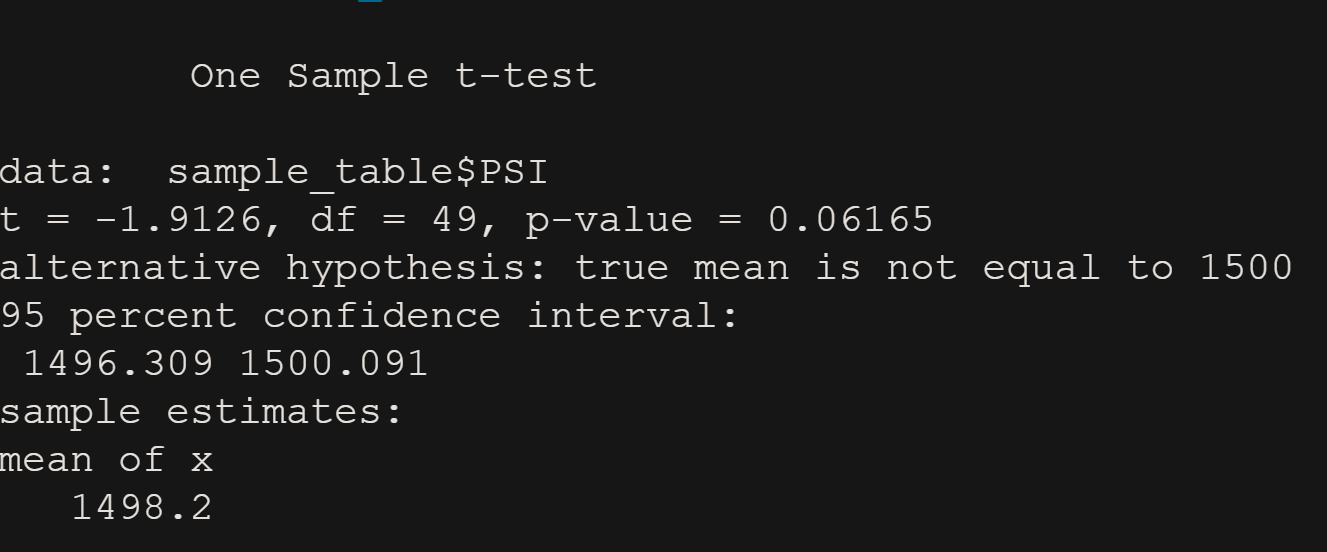 One Sample t-test
data:  sample_table$PSI
t = -1.9126, df = 49, p-value = 0.06165
alternative hypothesis: true mean is not equal to 1500
95 percent confidence interval:
1496.309 1500.091
sample estimates:
mean of x
1498.2